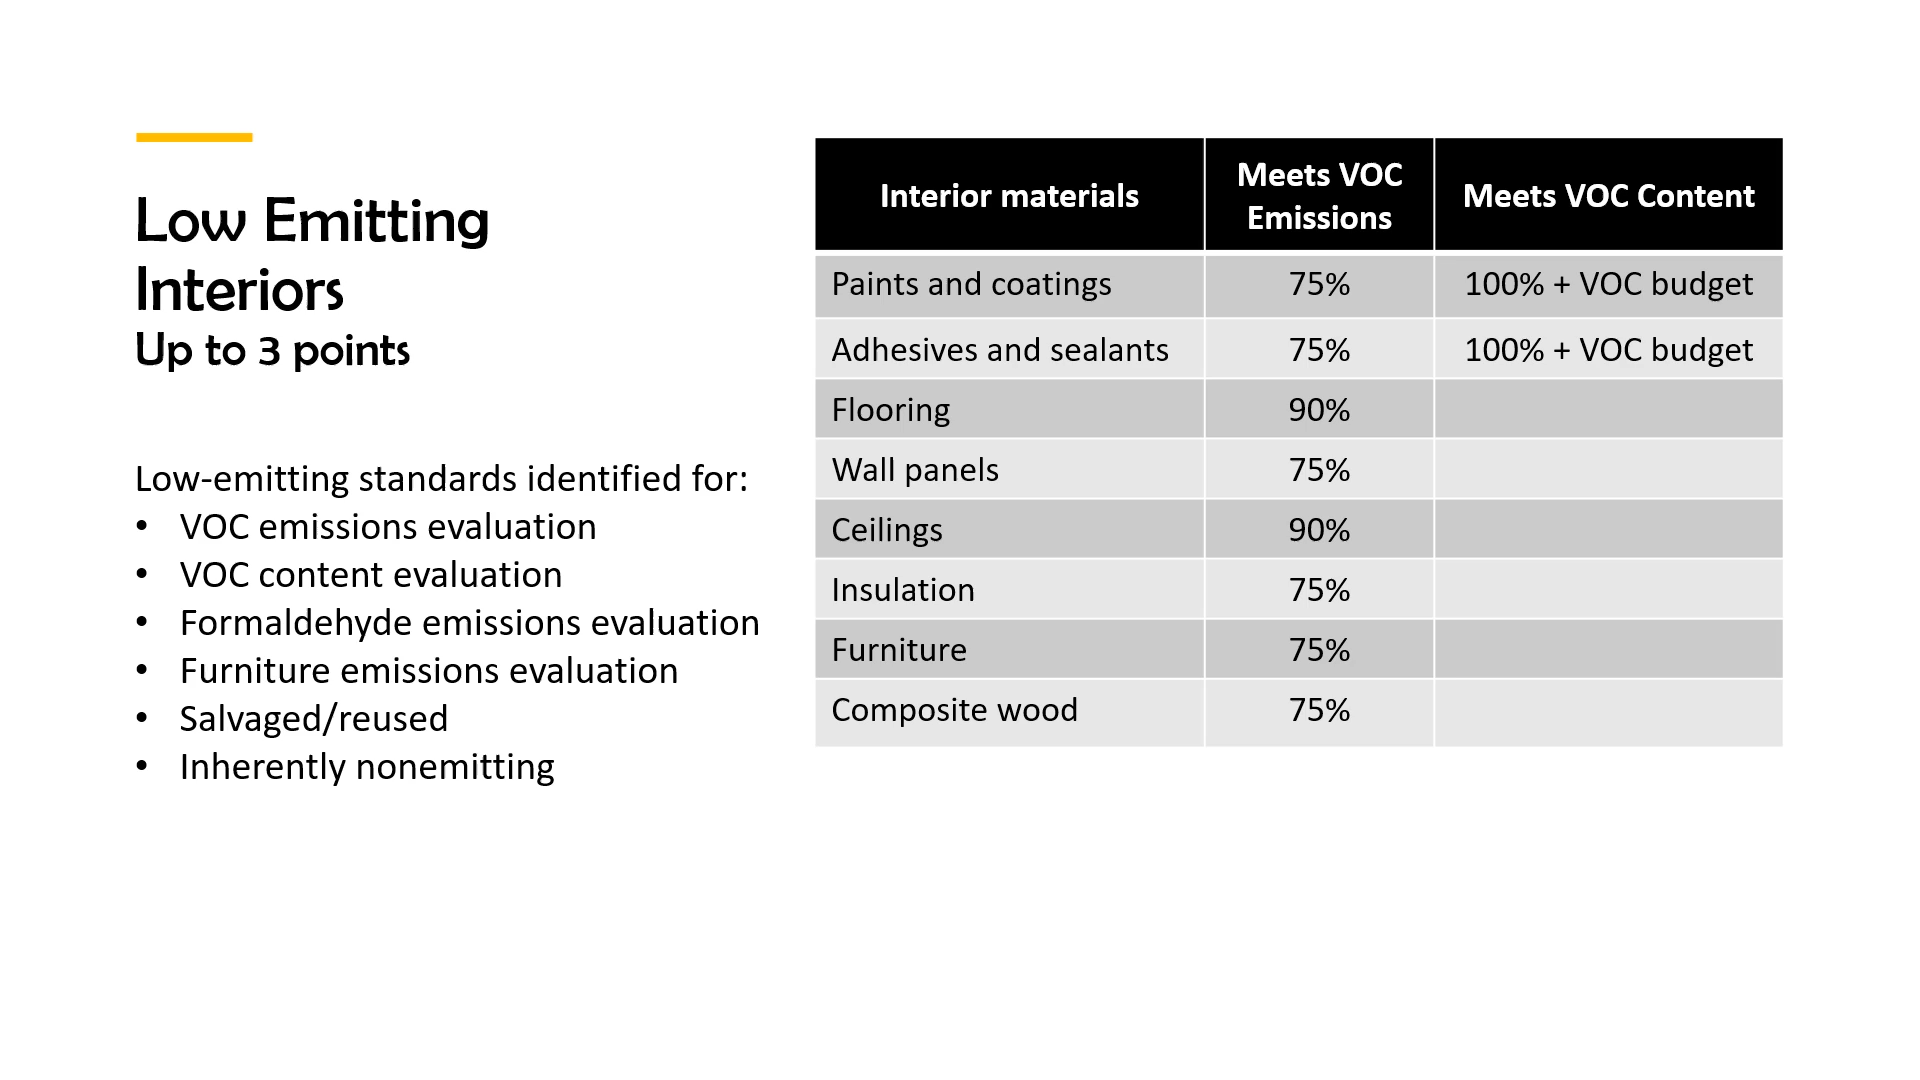 Low Emitting
Interiors
Up to 3 points
Low-emitting standards identified for:
• VOC emissions evaluation
• VOC content evaluation
• Formaldehyde emissions evaluation
• Furniture emissions evaluation
• Salvaged/reused
• Inherently nonemitting
Interior materials Meets VOC Emissions Meets VOC Content
Paints and coatings 75% 100% + VOC budget
Adhesives and sealants 75% 100% + VOC budget
Flooring 90%
Wall panels 75%
Ceilings 90%
Insulation 75%
Furniture 75%
Composite wood 75%